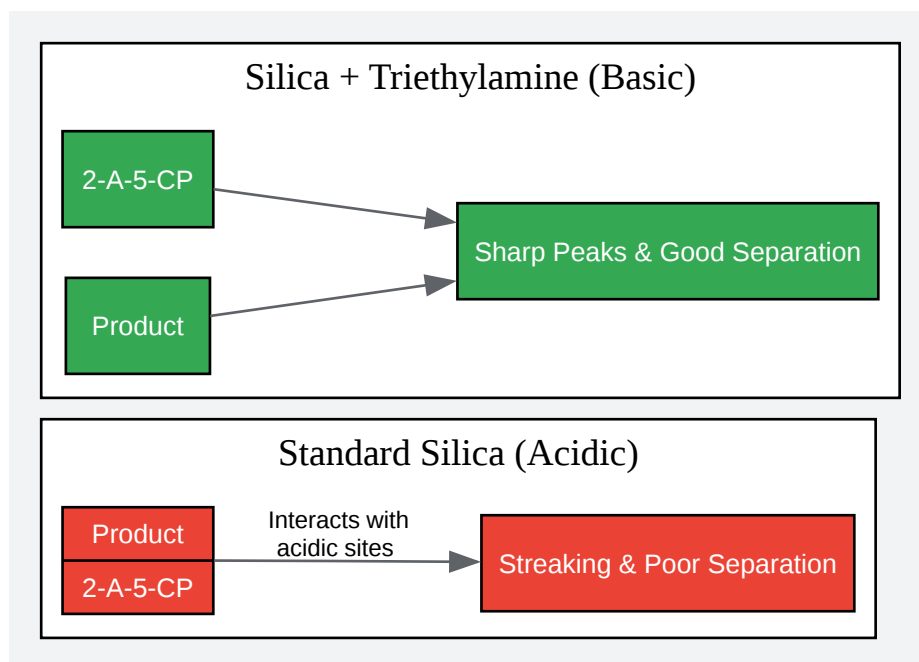 Silica + Triethylamine (Basic)
2-A-5-CP
Sharp Peaks & Good Separation
Product
Standard Silica (Acidic)
Product
2-A-5-CP
Interacts with
acidic sites
Streaking & Poor Separation